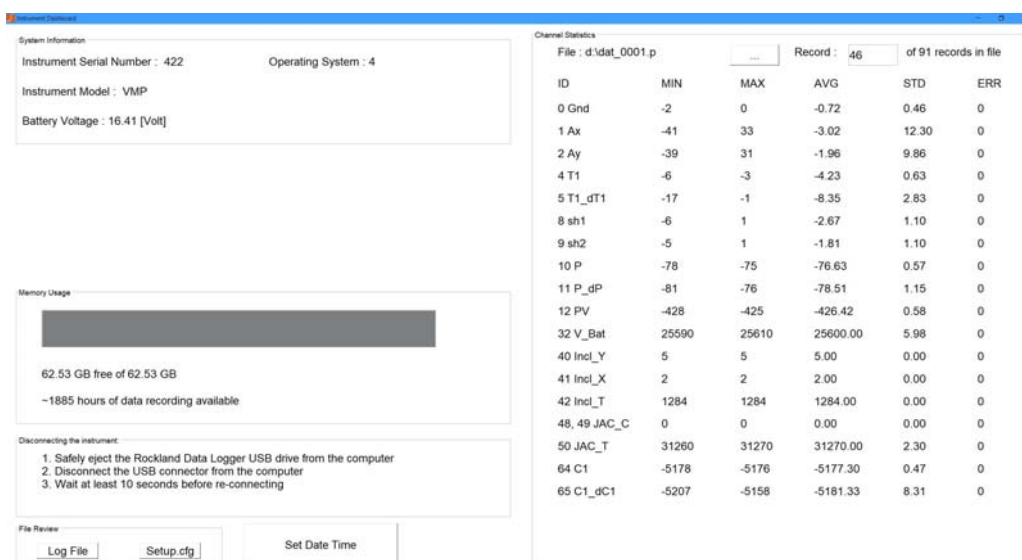 Instrument Dashboard
System Information
Instrument Serial Number : 422 Operating System : 4
Instrument Model : VMP
Battery Voltage : 16.41 [Volt]
Memory Usage
62.53 GB free of 62.53 GB
~1885 hours of data recording available
Disconnecting the instrument:
1. Safely eject the Rockland Data Logger USB drive from the computer
2. Disconnect the USB connector from the computer
3. Wait at least 10 seconds before re-connecting
File Review
Log File Setup.cfg Set Date Time
Channel Statistics
File : d:\dat_0001.p ... Record : 46 of 91 records in file
ID MIN MAX AVG STD ERR
0 Gnd -2 0 -0.72 0.46 0
1 Ax -41 33 -3.02 12.30 0
2 Ay -39 31 -1.96 9.86 0
4 T1 -6 -3 -4.23 0.63 0
5 T1_dT1 -17 -1 -8.35 2.83 0
8 sh1 -6 1 -2.67 1.10 0
9 sh2 -5 1 -1.81 1.10 0
10 P -78 -75 -76.63 0.57 0
11 P_dP -81 -76 -78.51 1.15 0
12 PV -428 -425 -426.42 0.58 0
32 V_Bat 25590 25610 25600.00 5.98 0
40 Incl_Y 5 5 5.00 0.00 0
41 Incl_X 2 2 2.00 0.00 0
42 Incl_T 1284 1284 1284.00 0.00 0
48, 49 JAC_C 0 0 0.00 0.00 0
50 JAC_T 31260 31270 31270.00 2.30 0
64 C1 -5178 -5176 -5177.30 0.47 0
65 C1_dC1 -5207 -5158 -5181.33 8.31 0